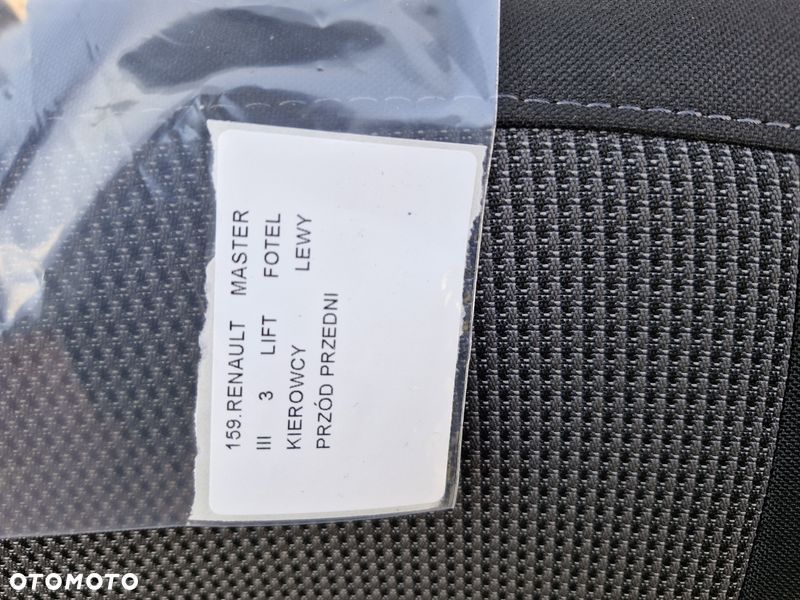 159.RENAULT MASTER
III 3 LIFT FOTEL
KIEROWCY LEWY
PRZÓD PRZEDNI
OTOMOTO